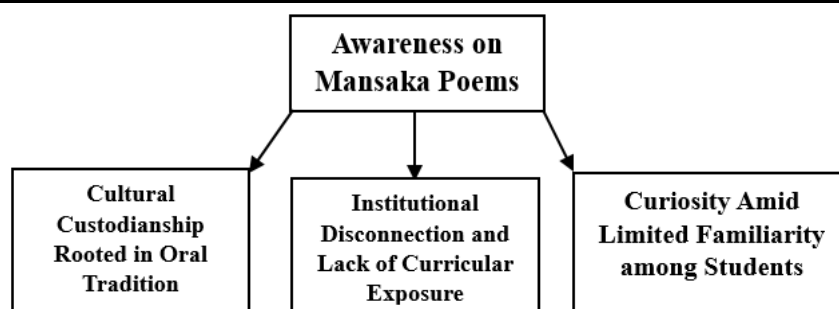 Awareness on
Mansaka Poems
Cultural
Custodianship
Rooted in Oral
Tradition
Institutional
Disconnection and
Lack of Curricular
Exposure
Curiosity Amid
Limited Familiarity
among Students